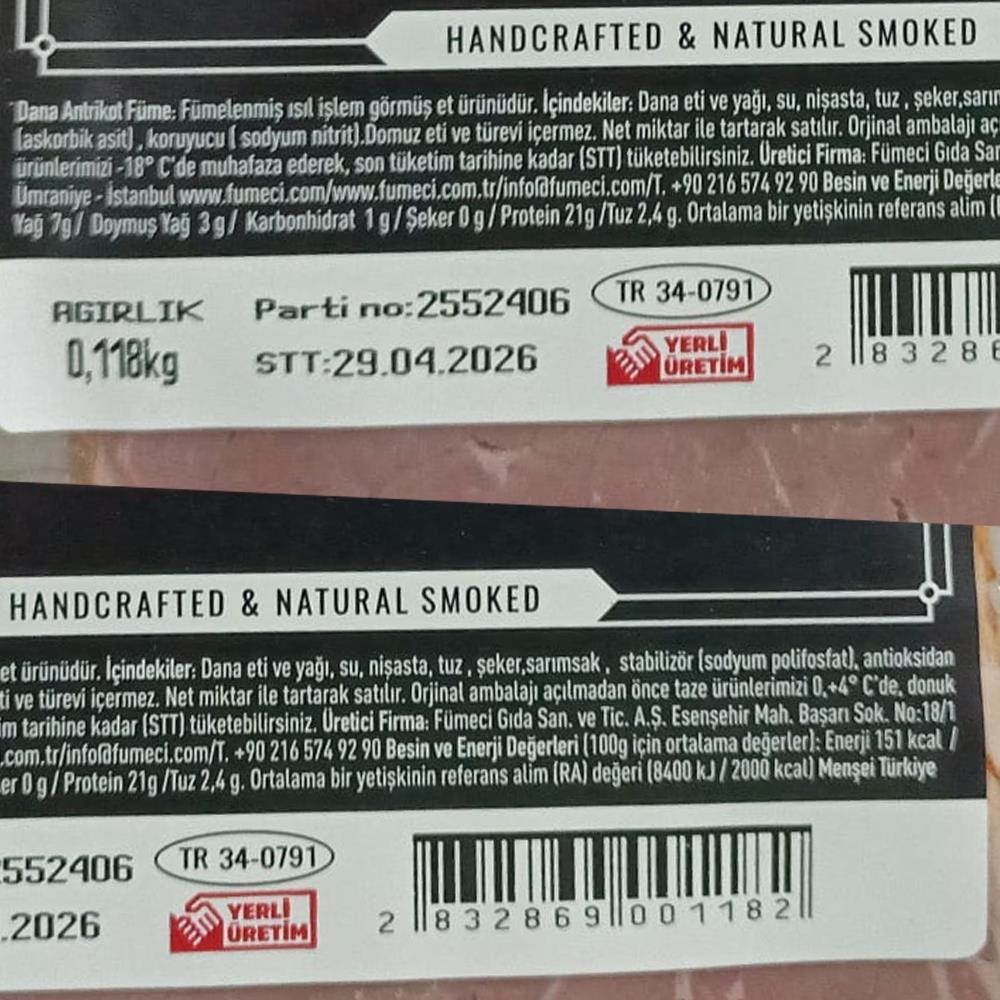 HANDCRAFTED & NATURAL SMOKED
Dana Antrikot Füme: Fümelenmiş ısıl işlem görmüş et ürünüdür. İçindekiler: Dana eti ve yağı, su, nişasta, tuz , şeker,sarım
(askorbik asit) , koruyucu ( sodyum nitrit).Domuz eti ve türevi içermez. Net miktar ile tartarak satılır. Orjinal ambalajı aç
ürünlerimizi -18° C'de muhafaza ederek, son tüketim tarihine kadar (STT) tüketebilirsiniz. Üretici Firma: Fümeci Gıda San
Ümraniye - İstanbul www.fumeci.com/www.fumeci.com.tr/info@fumeci.com/T. +90 216 574 92 90 Besin ve Enerji Değerle
Yağ 7g/ Doymuş Yağ 3 g/ Karbonhidrat 1 g/ Şeker 0 g/ Protein 21g /Tuz 2,4 g. Ortalama bir yetişkinin referans alim (
AGIRLIK
0,118kg
Parti no:2552406
STT:29.04.2026
TR 34-0791
YERLİ
ÜRETİM
2 83286
HANDCRAFTED & NATURAL SMOKED
et ürünüdür. İçindekiler: Dana eti ve yağı, su, nişasta, tuz , şeker,sarımsak , stabilizör (sodyum polifosfat), antioksidan
ti ve türevi içermez. Net miktar ile tartarak satılır. Orjinal ambalajı açılmadan önce taze ürünlerimizi 0,+4° C'de, donuk
im tarihine kadar (STT) tüketebilirsiniz. Üretici Firma: Fümeci Gıda San. ve Tic. A.Ş. Esenşehir Mah. Başarı Sok. No:18/1
.com.tr/info@fumeci.com/T. +90 216 574 92 90 Besin ve Enerji Değerleri (100g için ortalama değerler): Enerji 151 kcal /
er 0 g/ Protein 21g /Tuz 2,4 g. Ortalama bir yetişkinin referans alim (RA) değeri (8400 kJ / 2000 kcal) Menşei Türkiye
552406
.2026
TR 34-0791
YERLİ
ÜRETİM
2 832869 001182